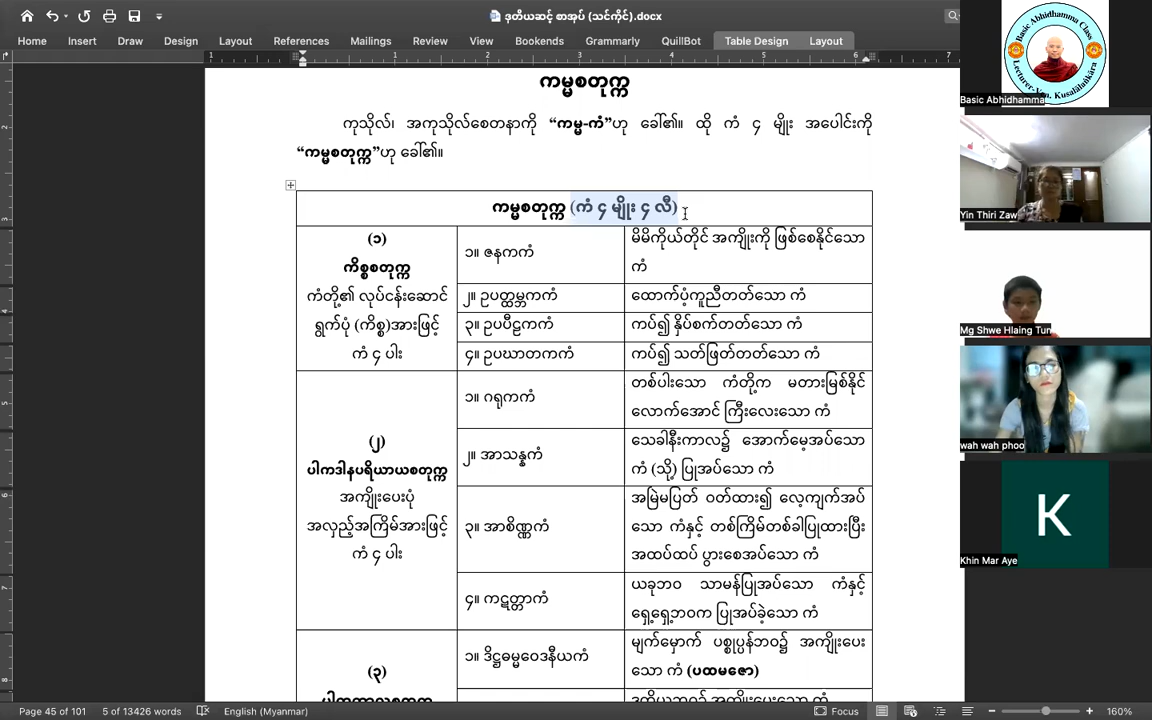 ဒုတိယဆင့် စာအုပ် (သင်ကိုင်).docx
Home Insert Draw Design Layout References Mailings Review View Bookends Grammarly QuillBot Table Design Layout
ကမ္မစတုက္က
ကုသိုလ်၊ အကုသိုလ်စေတနာကို “ကမ္မ-ကံ”ဟု ခေါ်၏။ ထို ကံ ၄ မျိုး အပေါင်းကို
“ကမ္မစတုက္က”ဟု ခေါ်၏။
ကမ္မစတုက္က (ကံ ၄ မျိုး ၄ လီ)
(၁)
ကိစ္စစတုက္က
ကံတို့၏ လုပ်ငန်းဆောင်
ရွက်ပုံ (ကိစ္စ)အားဖြင့်
ကံ ၄ ပါး
၁။ ဇနကကံ
မိမိကိုယ်တိုင် အကျိုးကို ဖြစ်စေနိုင်သော
ကံ
၂။ ဥပတ္ထမ္ဘကကံ
ထောက်ပံ့ကူညီတတ်သော ကံ
၃။ ဥပပီဠကကံ
ကပ်၍ နှိပ်စက်တတ်သော ကံ
၄။ ဥပဃာတကကံ
ကပ်၍ သတ်ဖြတ်တတ်သော ကံ
(၂)
ပါကဒါနပရိယာယစတုက္က
အကျိုးပေးပုံ
အလှည့်အကြိမ်အားဖြင့်
ကံ ၄ ပါး
၁။ ဂရုကကံ
တစ်ပါးသော ကံတို့က မတားမြစ်နိုင်
လောက်အောင် ကြီးလေးသော ကံ
၂။ အာသန္နကံ
သေခါနီးကာလ၌ အောက်မေ့အပ်သော
ကံ (သို့) ပြုအပ်သော ကံ
၃။ အာစိဏ္ဏကံ
အမြဲမပြတ် ဝတ်ထား၍ လေ့ကျက်အပ်
သော ကံနှင့် တစ်ကြိမ်တစ်ခါပြုထားပြီး
အထပ်ထပ် ပွားစေအပ်သော ကံ
၄။ ကဋတ္တာကံ
ယခုဘဝ သာမန်ပြုအပ်သော ကံနှင့်
ရှေ့ရှေ့ဘဝက ပြုအပ်ခဲ့သော ကံ
(၃)
၁။ ဒိဋ္ဌဓမ္မဝေဒနီယကံ
မျက်မှောက် ပစ္စုပ္ပန်ဘဝ၌ အကျိုးပေး
သော ကံ (ပထမဇော)
Page 45 of 101 5 of 13426 words English (Myanmar) Focus 160%
Basic Abhidhamma Class
Lecturer-Ven. Kusalālaṅkāra
Basic Abhidhamma
Yin Thiri Zaw
Mg Shwe Hlaing Tun
wah wah phoo
K
Khin Mar Aye